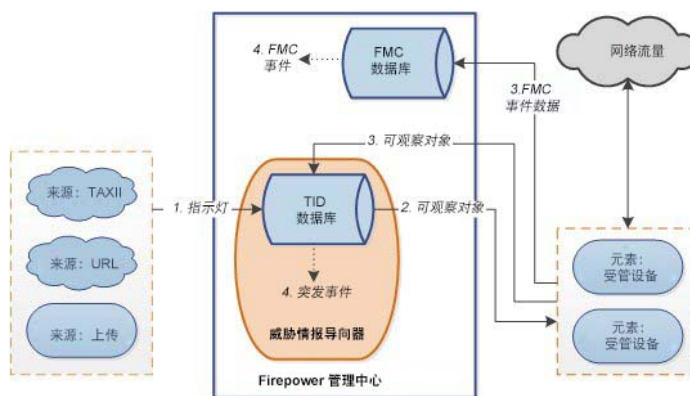 4. FMC
事件
FMC
数据库
网络流量
3.FMC
事件数据
3. 可观察对象
来源：TAXII
1. 指示灯
TID
数据库
2. 可观察对象
来源：URL
元素：
受管设备
4. 突发事件
来源：上传
元素：
受管设备
威胁情报导向器
Firepower 管理中心